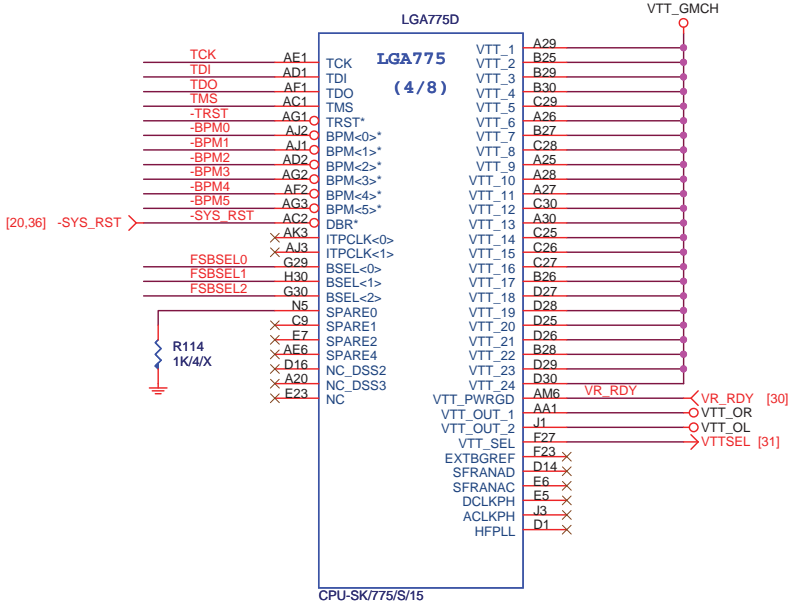 VTT_GMCH
LGA775D
LGA775
(4/8)
TCK AE1 TCK
TDI AD1 TDI
TDO AF1 TDO
TMS AC1 TMS
-TRST AG1 TRST*
-BPM0 AJ2 BPM<0>*
-BPM1 AJ1 BPM<1>*
-BPM2 AD2 BPM<2>*
-BPM3 AG2 BPM<3>*
-BPM4 AF2 BPM<4>*
-BPM5 AG3 BPM<5>*
[20,36] -SYS_RST -SYS_RST AC2 DBR*
AK3 ITPCLK<0>
AJ3 ITPCLK<1>
FSBSEL0 G29 BSEL<0>
FSBSEL1 H30 BSEL<1>
FSBSEL2 G30 BSEL<2>
N5 SPARE0
C9 SPARE1
E7 SPARE2
AE6 SPARE4
D16 NC_DSS2
A20 NC_DSS3
E23 NC
R114
1K/4/X
VTT_1 A29
VTT_2 B25
VTT_3 B29
VTT_4 B30
VTT_5 C29
VTT_6 A26
VTT_7 B27
VTT_8 C28
VTT_9 A25
VTT_10 A28
VTT_11 A27
VTT_12 C30
VTT_13 A30
VTT_14 C25
VTT_15 C26
VTT_16 C27
VTT_17 B26
VTT_18 D27
VTT_19 D28
VTT_20 D25
VTT_21 D26
VTT_22 B28
VTT_23 D29
VTT_24 D30
VTT_PWRGD AM6 VR_RDY VR_RDY [30]
VTT_OUT_1 AA1 VTT_OR
VTT_OUT_2 J1 VTT_OL
VTT_SEL F27 VTTSEL [31]
EXTBGREF F23
SFRANAD D14
SFRANAC E6
DCLKPH E5
ACLKPH J3
HFPLL D1
CPU-SK/775/S/15